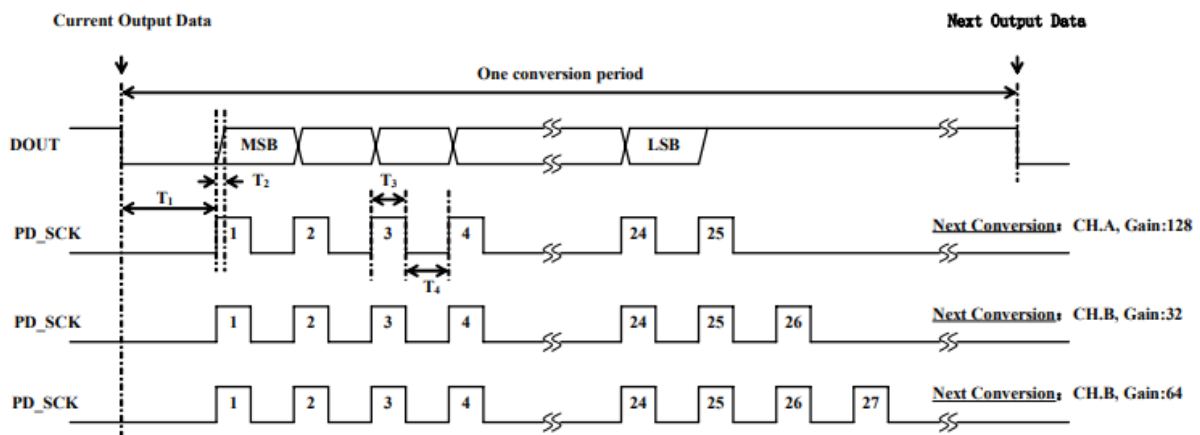 Current Output Data
Next Output Data
One conversion period
DOUT
MSB
LSB
T₂
T₃
T₁
PD_SCK
1
2
3
4
24
25
Next Conversion: CH.A, Gain:128
T₄
PD_SCK
1
2
3
4
24
25
26
Next Conversion: CH.B, Gain:32
PD_SCK
1
2
3
4
24
25
26
27
Next Conversion: CH.B, Gain:64